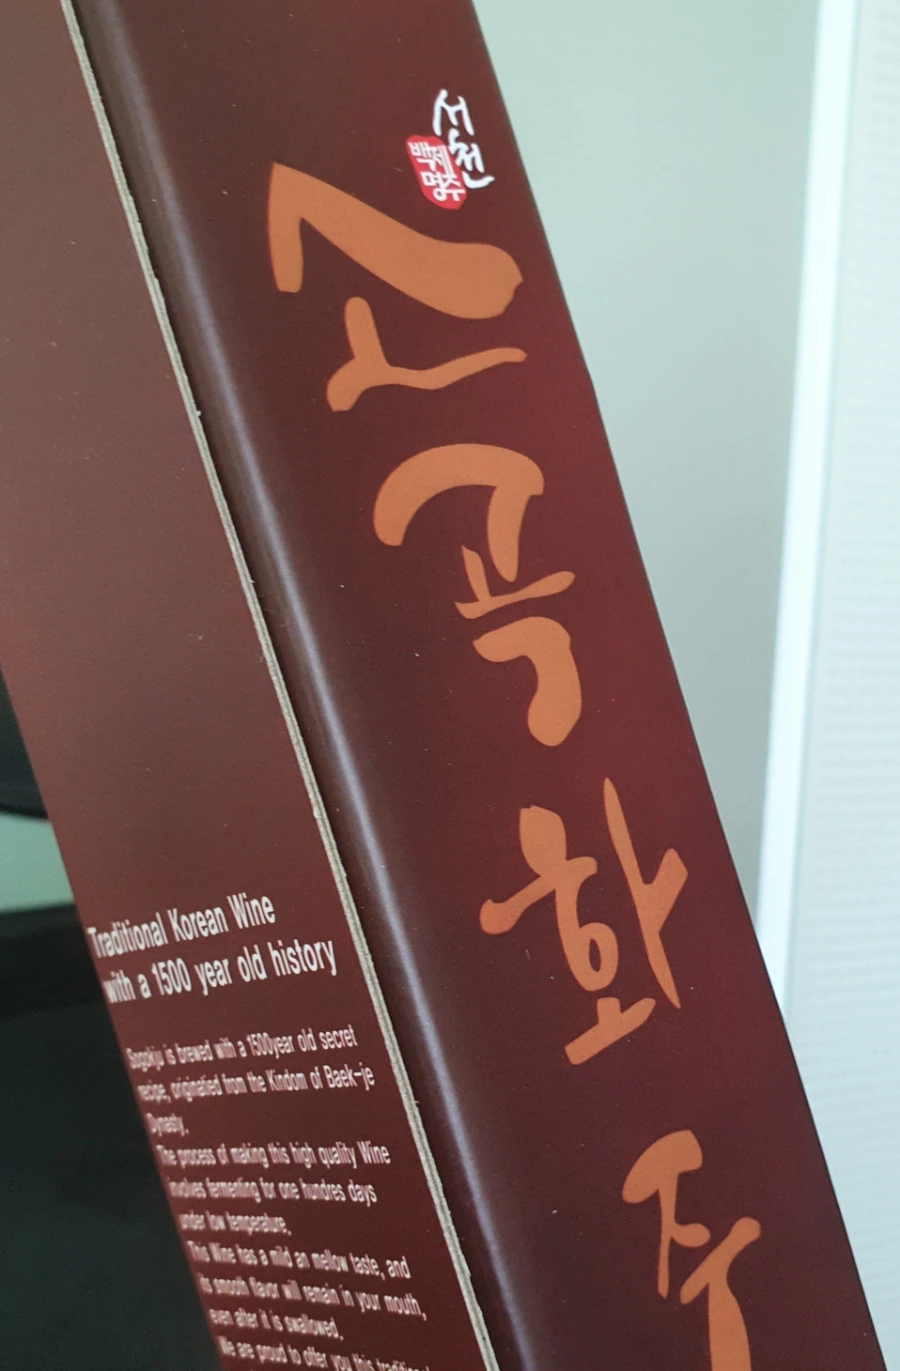 서천
백제
명주
소곡화주
Traditional Korean Wine
with a 1500 year old history
Sogokju is brewed with a 1500year old secret
recipe, originatied from the Kindom of Baek-je
Dynasty.
The process of making this high quality Wine
involves fermenting for one hundres days
under low temperature.
This Wine has a mild an mellow taste, and
its smooth flavor will remain in your mouth,
even after it is swallowed.
We are proud to offer you this